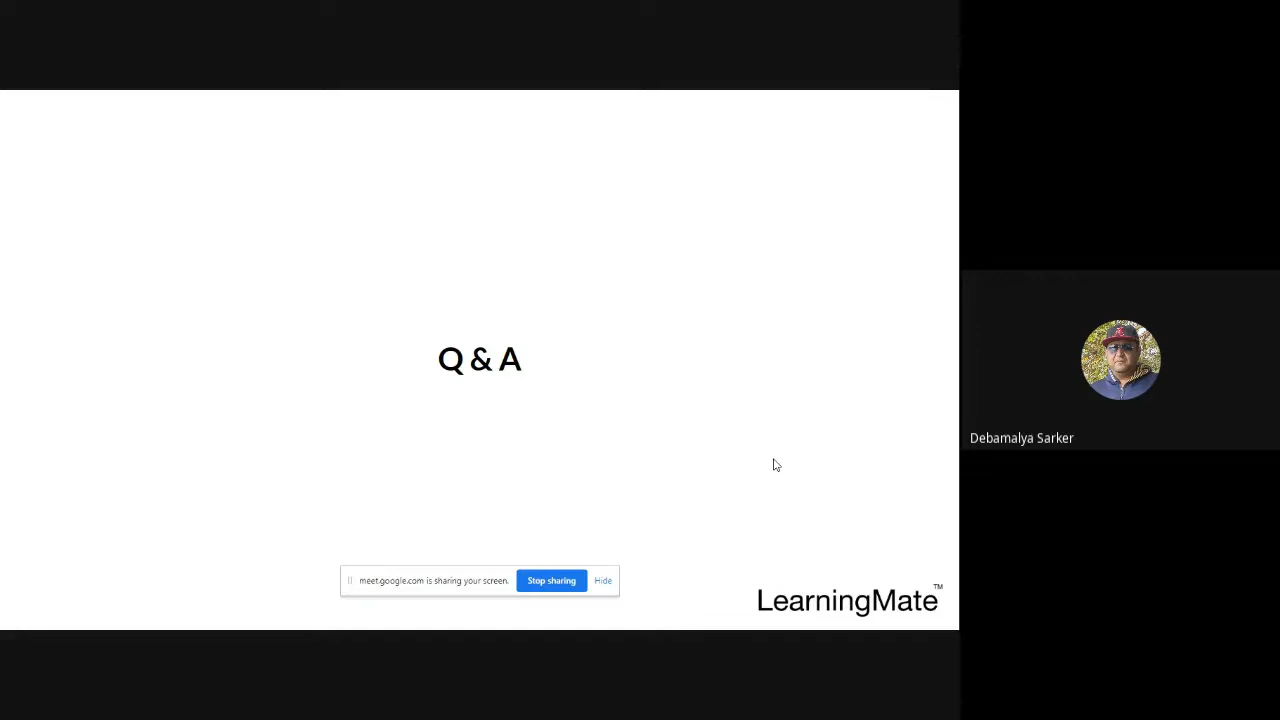 Q & A
Debamalya Sarker
meet.google.com is sharing your screen. Stop sharing Hide
LearningMate™